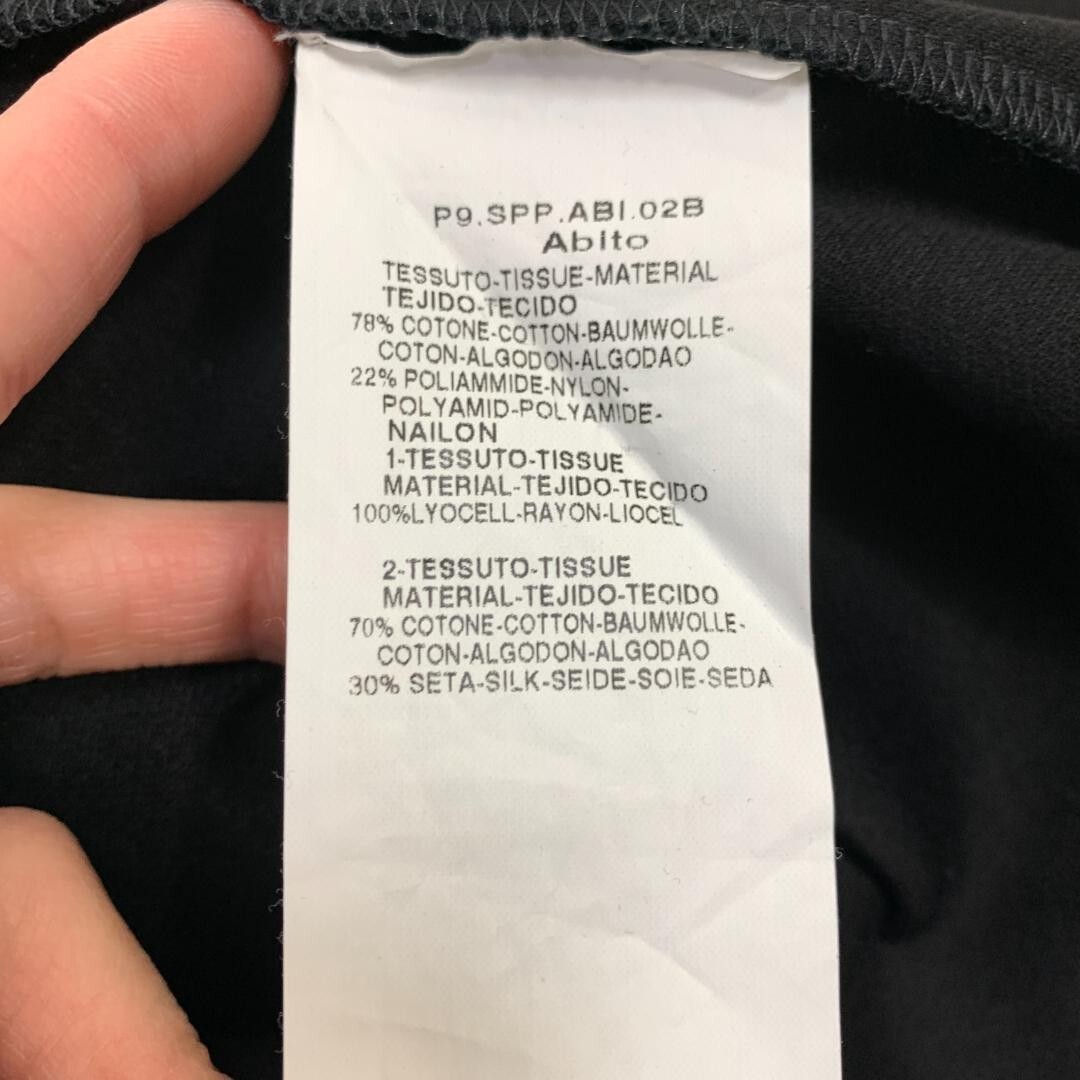 P9.SPP.ABI.02B
Abito
TESSUTO-TISSUE-MATERIAL
TEJIDO-TECIDO
78% COTONE-COTTON-BAUMWOLLE-
COTON-ALGODON-ALGODAO
22% POLIAMMIDE-NYLON-
POLYAMID-POLYAMIDE-
NAILON
1-TESSUTO-TISSUE
MATERIAL-TEJIDO-TECIDO
100%LYOCELL-RAYON-LIOCEL
2-TESSUTO-TISSUE
MATERIAL-TEJIDO-TECIDO
70% COTONE-COTTON-BAUMWOLLE-
COTON-ALGODON-ALGODAO
30% SETA-SILK-SEIDE-SOIE-SEDA